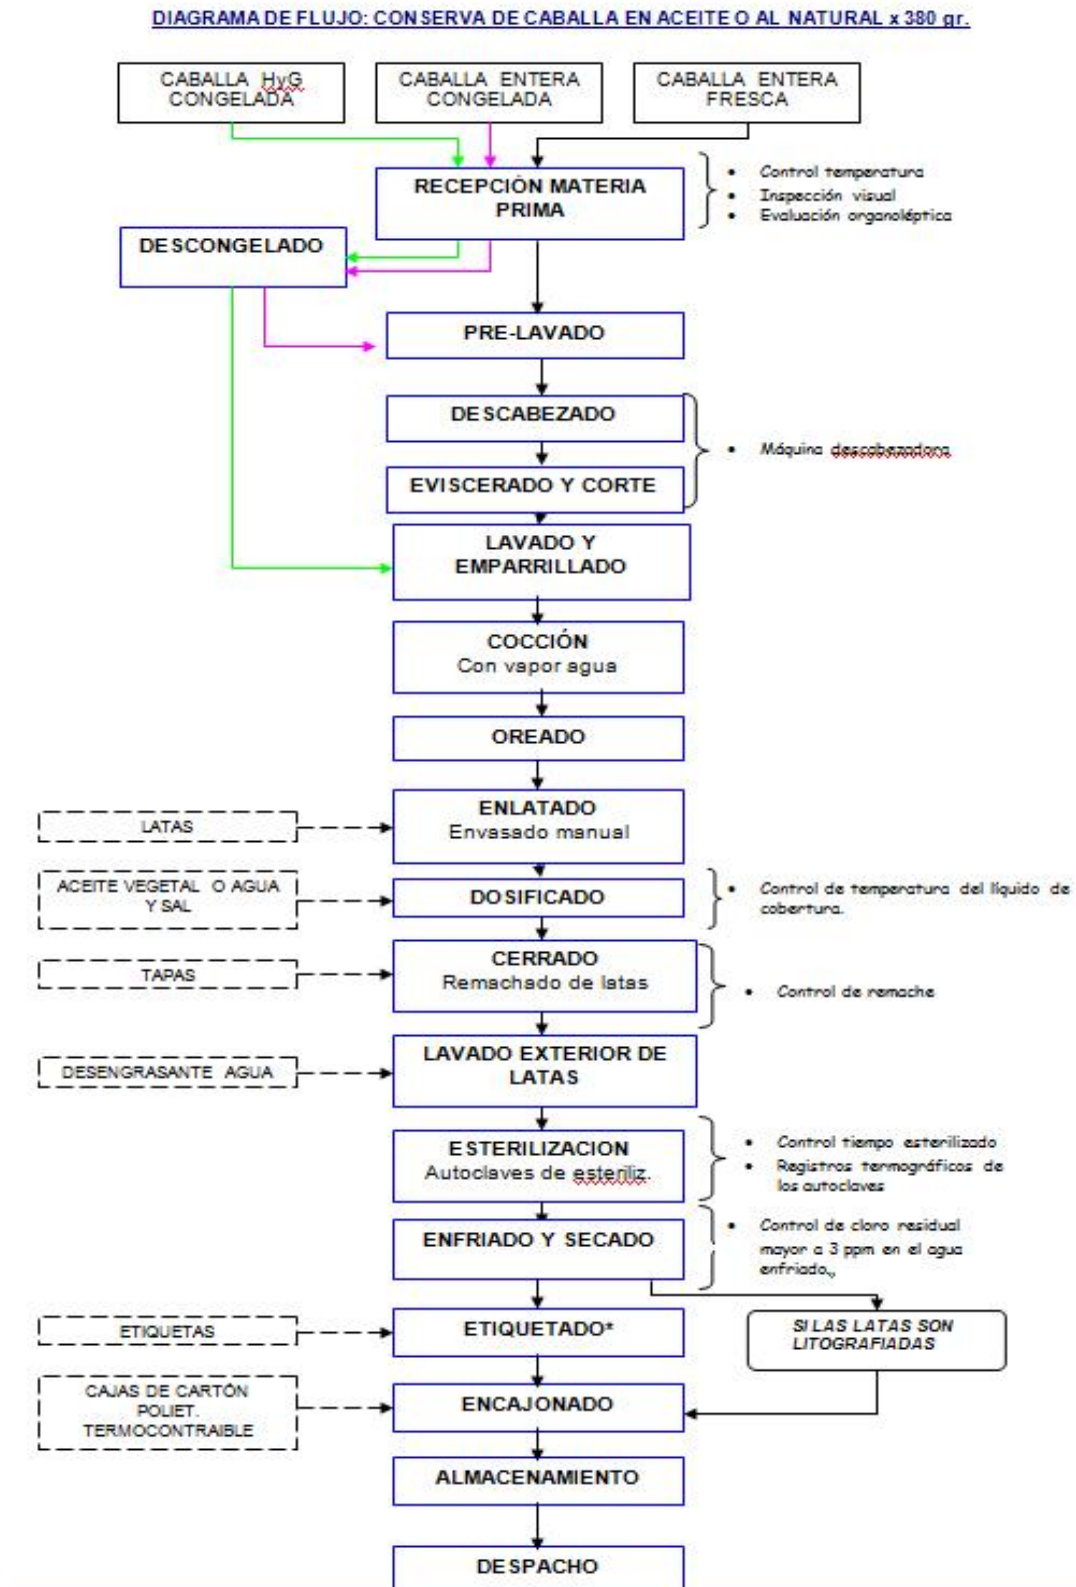 DIAGRAMA DE FLUJO: CONSERVA DE CABALLA EN ACEITE O AL NATURAL x 380 gr.
CABALLA HyG
CONGELADA
CABALLA ENTERA
CONGELADA
CABALLA ENTERA
FRESCA
RECEPCIÓN MATERIA
PRIMA
• Control temperatura
• Inspección visual
• Evaluación organoléptica
DESCONGELADO
PRE-LAVADO
DESCABEZADO
• Máquina descabezadora
EVISCERADO Y CORTE
LAVADO Y
EMPARRILLADO
COCCIÓN
Con vapor agua
OREADO
LATAS
ENLATADO
Envasado manual
ACEITE VEGETAL O AGUA
Y SAL
DOSIFICADO
• Control de temperatura del líquido de
cobertura.
TAPAS
CERRADO
Remachado de latas
• Control de remache
DESENGRASANTE AGUA
LAVADO EXTERIOR DE
LATAS
ESTERILIZACION
Autoclaves de esteriliz.
• Control tiempo esterilizado
• Registros termográficos de
los autoclaves
ENFRIADO Y SECADO
• Control de cloro residual
mayor a 3 ppm en el agua
enfriado.,
ETIQUETAS
ETIQUETADO*
SI LAS LATAS SON
LITOGRAFIADAS
CAJAS DE CARTÓN
POLIET.
TERMOCONTRAIBLE
ENCAJONADO
ALMACENAMIENTO
DESPACHO